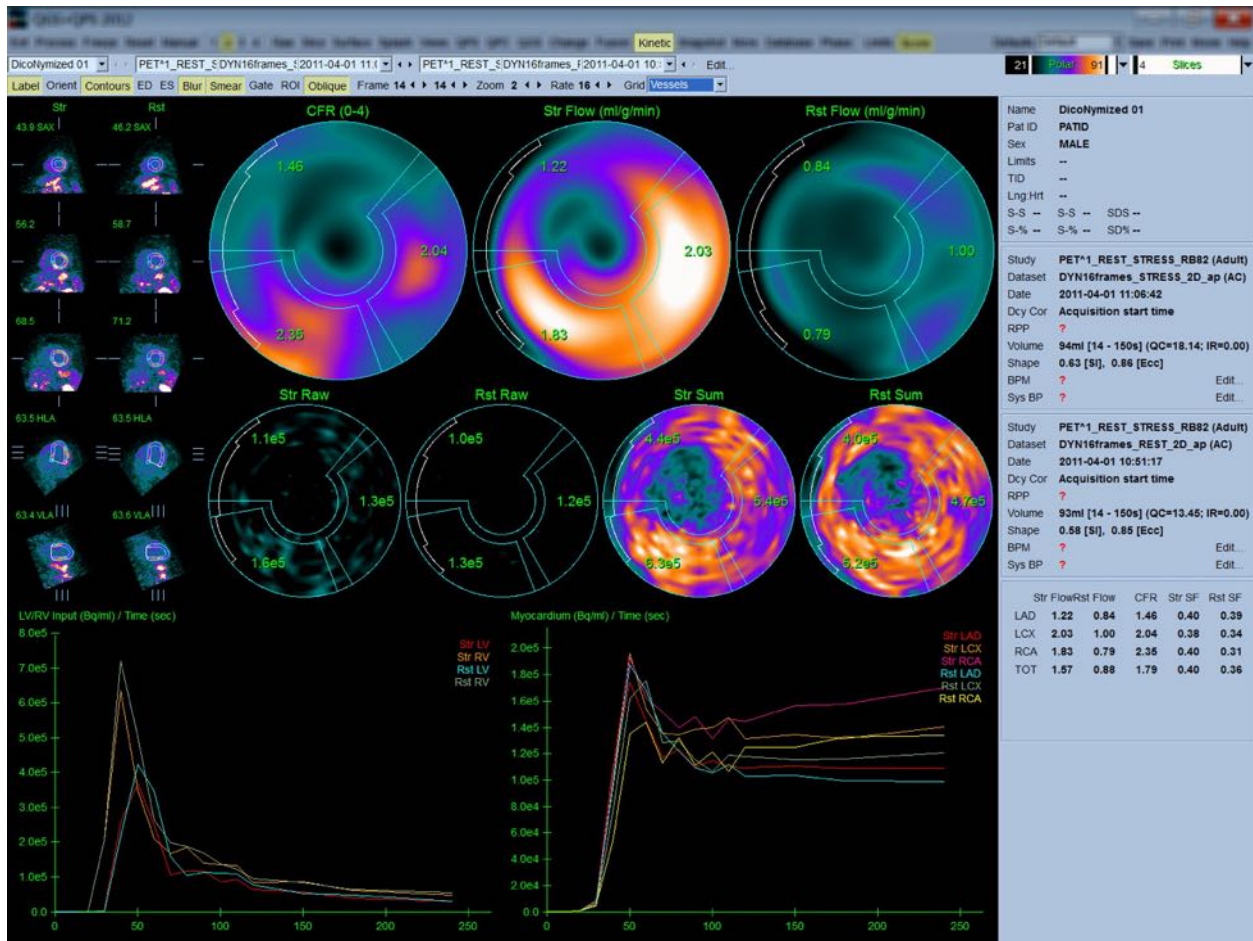 QGS+QPS 2012
Kinetic
DicoNymized 01 PET^1_REST_S DYN16frames_S 2011-04-01 11:0 PET^1_REST_S DYN16frames_F 2011-04-01 10: Edit...
21 Polar 91 4 Slices
Label Orient Contours ED ES Blur Smear Gate ROI Oblique Frame 14 14 Zoom 2 Rate 16 Grid Vessels
Str Rst
43.9 SAX 46.2 SAX
56.2 58.7
68.5 71.2
63.5 HLA 63.5 HLA
63.4 VLA 63.6 VLA
CFR (0-4) Str Flow (ml/g/min) Rst Flow (ml/g/min)
1.46 1.22 0.84
2.04 2.03 1.00
2.35 1.83 0.79
Str Raw Rst Raw Str Sum Rst Sum
1.1e5 1.0e5 4.4e5 4.0e5
1.3e5 1.2e5 5.4e5 4.7e5
1.6e5 1.3e5 6.3e5 5.2e5
LV/RV Input (Bq/ml) / Time (sec)
8.0e5
7.0e5
6.0e5
5.0e5
4.0e5
3.0e5
2.0e5
1.0e5
0.0
0 50 100 150 200 250
Str LV
Str RV
Rst LV
Rst RV
Myocardium (Bq/ml) / Time (sec)
2.0e5
1.8e5
1.6e5
1.4e5
1.2e5
1.0e5
8.0e4
6.0e4
4.0e4
2.0e4
0.0
0 50 100 150 200 250
Str LAD
Str LCX
Str RCA
Rst LAD
Rst LCX
Rst RCA
Name DicoNymized 01
Pat ID PATID
Sex MALE
Limits --
TID --
Lng:Hrt --
S-S -- S-S -- SDS --
S-% -- S-% -- SD% --
Study PET^1_REST_STRESS_RB82 (Adult)
Dataset DYN16frames_STRESS_2D_ap (AC)
Date 2011-04-01 11:06:42
Dcy Cor Acquisition start time
RPP ?
Volume 94ml [14 - 150s] (QC=18.14; IR=0.00)
Shape 0.63 [SI], 0.86 [Ecc]
BPM ? Edit...
Sys BP ? Edit...
Study PET^1_REST_STRESS_RB82 (Adult)
Dataset DYN16frames_REST_2D_ap (AC)
Date 2011-04-01 10:51:17
Dcy Cor Acquisition start time
RPP ?
Volume 93ml [14 - 150s] (QC=13.45; IR=0.00)
Shape 0.58 [SI], 0.85 [Ecc]
BPM ? Edit...
Sys BP ? Edit...
Str Flow Rst Flow CFR Str SF Rst SF
LAD 1.22 0.84 1.46 0.40 0.39
LCX 2.03 1.00 2.04 0.38 0.34
RCA 1.83 0.79 2.35 0.40 0.31
TOT 1.57 0.88 1.79 0.40 0.36